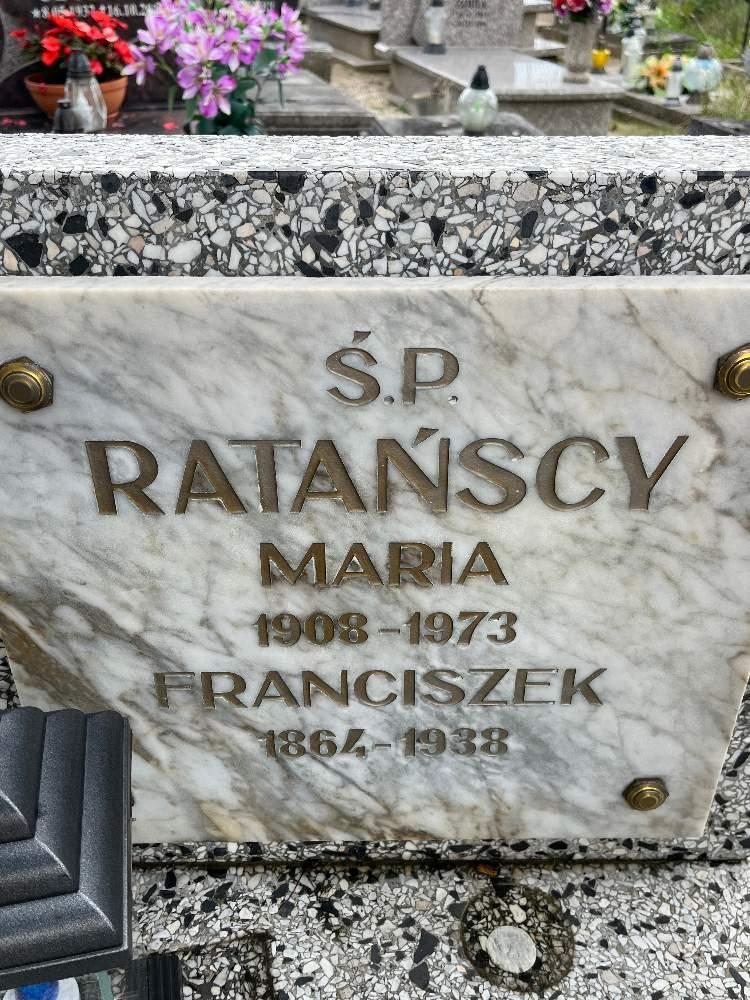 Ś.P.
RATAŃSCY
MARIA
1908-1973
FRANCISZEK
1864-1938